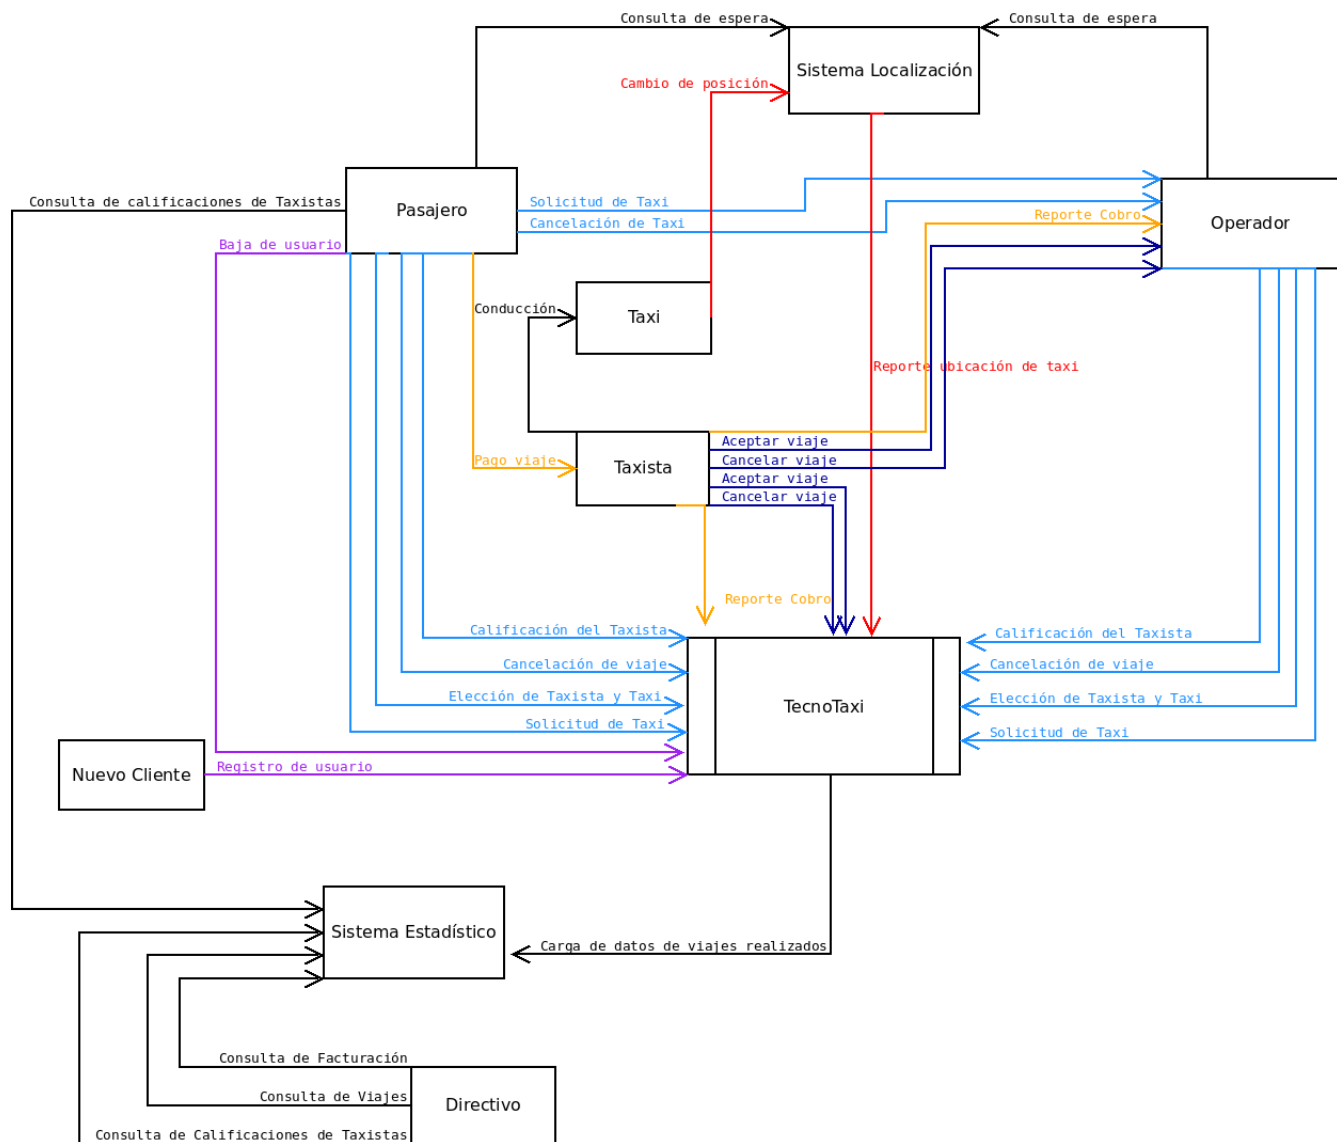 Consulta de espera
Consulta de espera
Sistema Localización
Cambio de posición
Consulta de calificaciones de Taxistas
Pasajero
Solicitud de Taxi
Cancelación de Taxi
Reporte Cobro
Operador
Baja de usuario
Conducción
Taxi
Reporte ubicación de taxi
Aceptar viaje
Pago viaje
Taxista
Cancelar viaje
Aceptar viaje
Cancelar viaje
Reporte Cobro
Calificación del Taxista
Calificación del Taxista
Cancelación de viaje
Cancelación de viaje
Elección de Taxista y Taxi
TecnoTaxi
Elección de Taxista y Taxi
Solicitud de Taxi
Solicitud de Taxi
Nuevo Cliente
Registro de usuario
Sistema Estadístico
Carga de datos de viajes realizados
Consulta de Facturación
Consulta de Viajes
Directivo
Consulta de Calificaciones de Taxistas